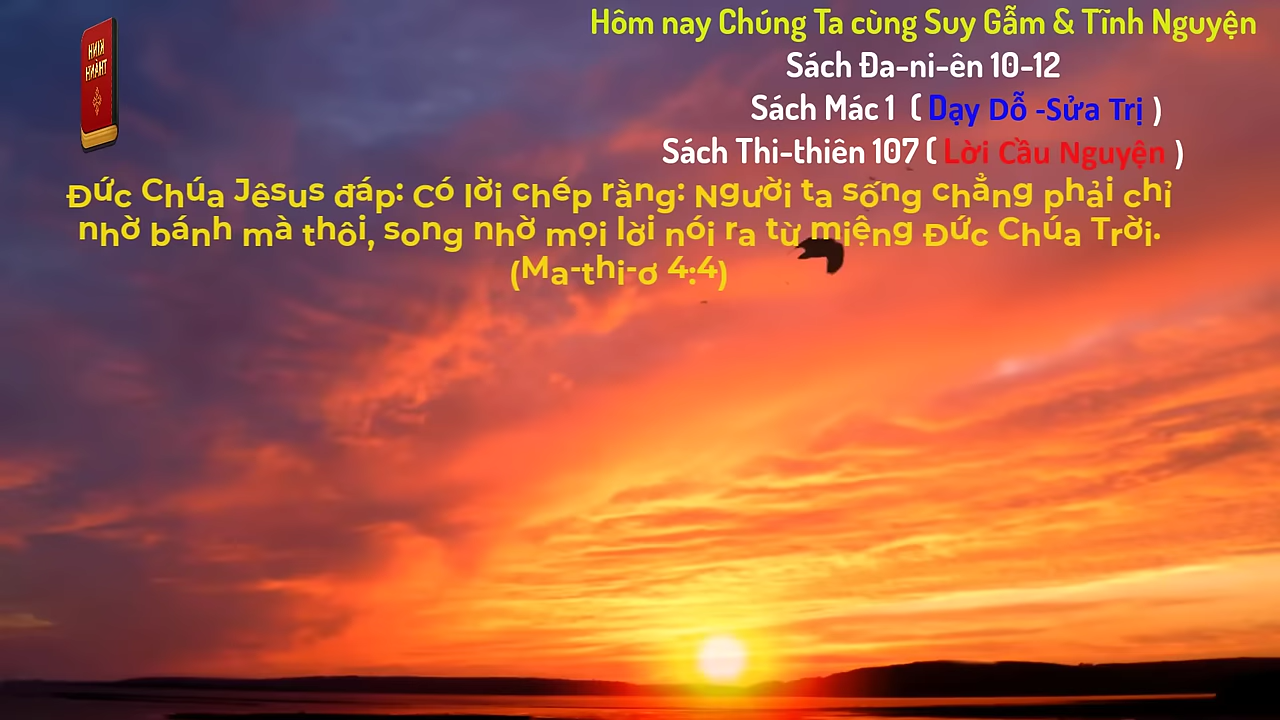 KINH
THÁNH
Hôm nay Chúng Ta cùng Suy Gẫm & Tĩnh Nguyện
Sách Đa-ni-ên 10-12
Sách Mác 1 ( Dạy Dỗ -Sửa Trị )
Sách Thi-thiên 107 ( Lời Cầu Nguyện )
Đức Chúa Jêsus đáp: Có lời chép rằng: Người ta sống chẳng phải chỉ
nhờ bánh mà thôi, song nhờ mọi lời nói ra từ miệng Đức Chúa Trời.
(Ma-thi-ơ 4:4)